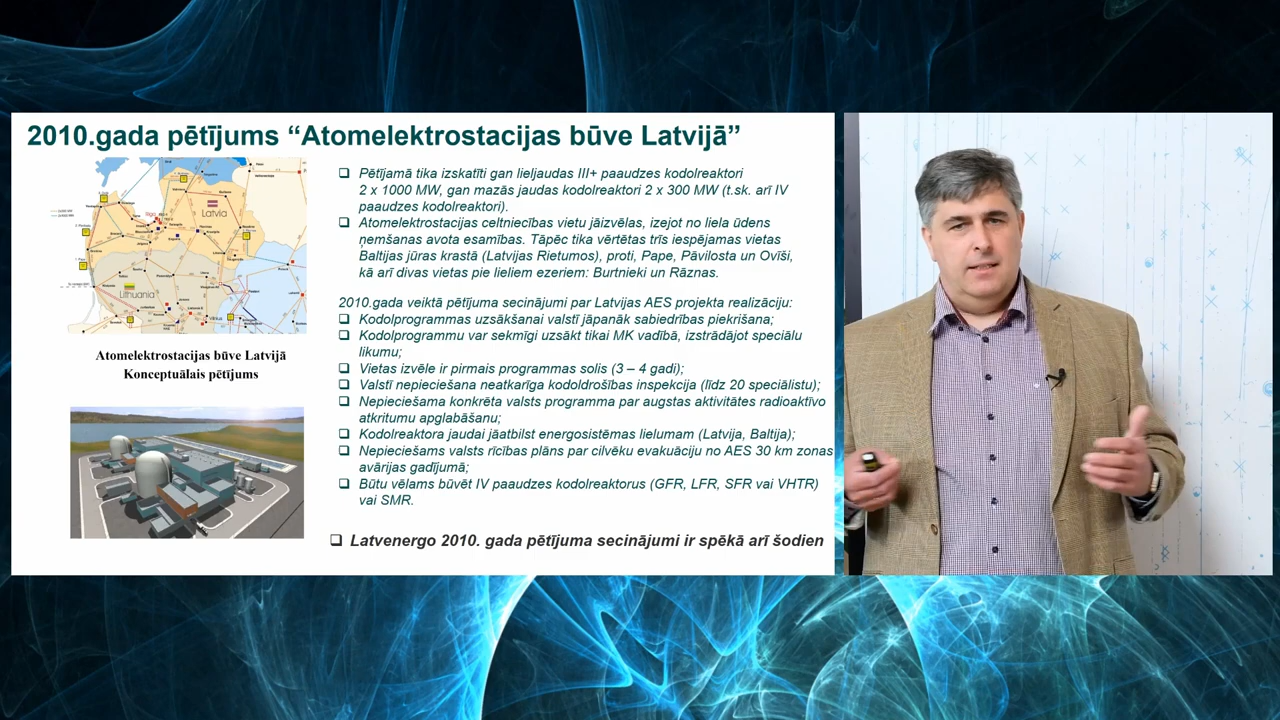 2010.gada pētījums “Atomelektrostacijas būve Latvijā”
Latvia
Lithuania
Atomelektrostacijas būve Latvijā
Konceptuālais pētījums
❑ Pētījamā tika izskatīti gan lieljaudas III+ paaudzes kodolreaktori
2 x 1000 MW, gan mazās jaudas kodolreaktori 2 x 300 MW (t.sk. arī IV
paaudzes kodolreaktori).
❑ Atomelektrostacijas celtniecības vietu jāizvēlas, izejot no liela ūdens
ņemšanas avota esamības. Tāpēc tika vērtētas trīs iespējamas vietas
Baltijas jūras krastā (Latvijas Rietumos), proti, Pape, Pāvilosta un Ovīši,
kā arī divas vietas pie lieliem ezeriem: Burtnieki un Rāznas.
2010.gada veiktā pētījuma secinājumi par Latvijas AES projekta realizāciju:
❑ Kodolprogrammas uzsākšanai valstī jāpanāk sabiedrības piekrišana;
❑ Kodolprogrammu var sekmīgi uzsākt tikai MK vadībā, izstrādājot speciālu
likumu;
❑ Vietas izvēle ir pirmais programmas solis (3 – 4 gadi);
❑ Valstī nepieciešana neatkarīga kodoldrošības inspekcija (līdz 20 speciālistu);
❑ Nepieciešama konkrēta valsts programma par augstas aktivitātes radioaktīvo
atkritumu apglabāšanu;
❑ Kodolreaktora jaudai jāatbilst energosistēmas lielumam (Latvija, Baltija);
❑ Nepieciešams valsts rīcības plāns par cilvēku evakuāciju no AES 30 km zonas
avārijas gadījumā;
❑ Būtu vēlams būvēt IV paaudzes kodolreaktorus (GFR, LFR, SFR vai VHTR)
vai SMR.
❑ Latvenergo 2010. gada pētījuma secinājumi ir spēkā arī šodien